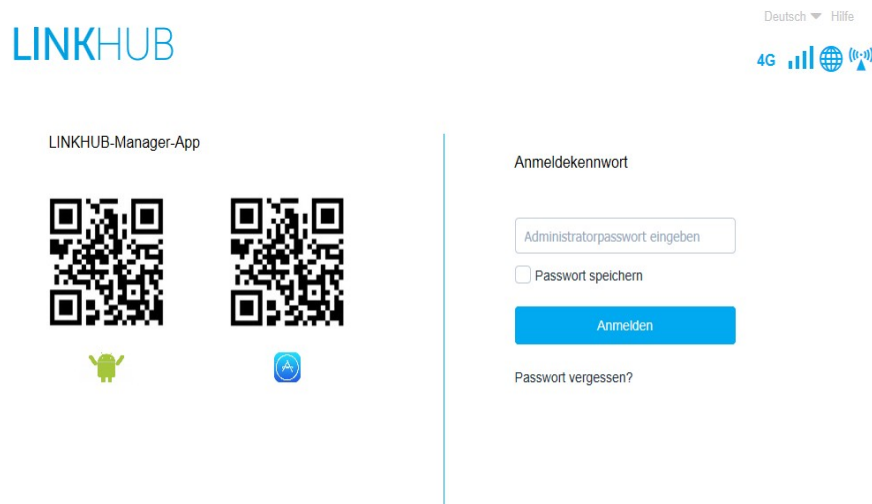 Deutsch Hilfe
LINKHUB
4G
LINKHUB-Manager-App
Anmeldekennwort
Administratorpasswort eingeben
Passwort speichern
Anmelden
Passwort vergessen?